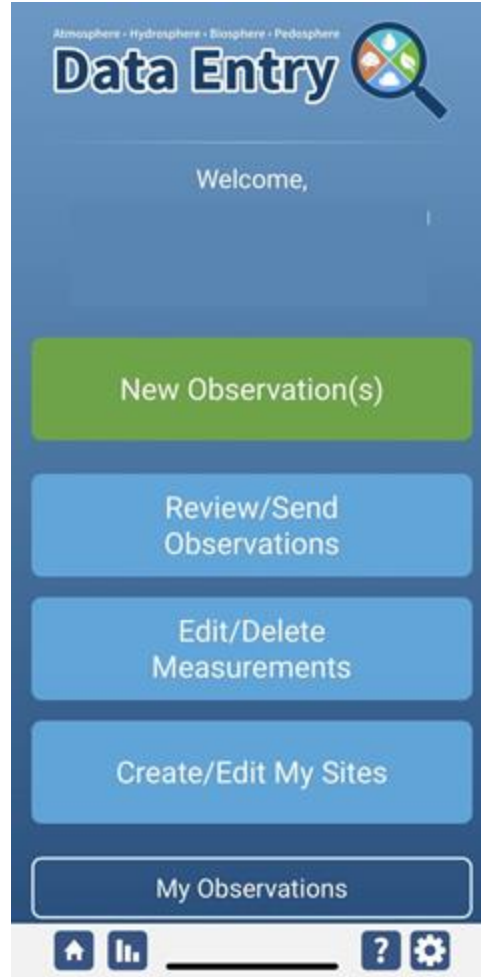 Atmosphere • Hydrosphere • Biosphere • Pedosphere
Data Entry
Welcome,
New Observation(s)
Review/Send
Observations
Edit/Delete
Measurements
Create/Edit My Sites
My Observations
?